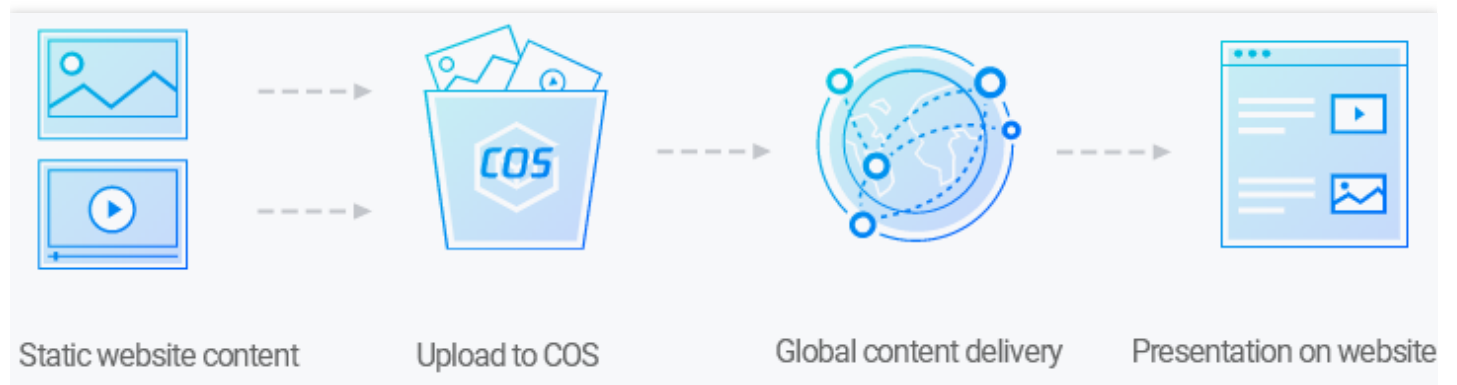 COS
Static website content
Upload to COS
Global content delivery
Presentation on website